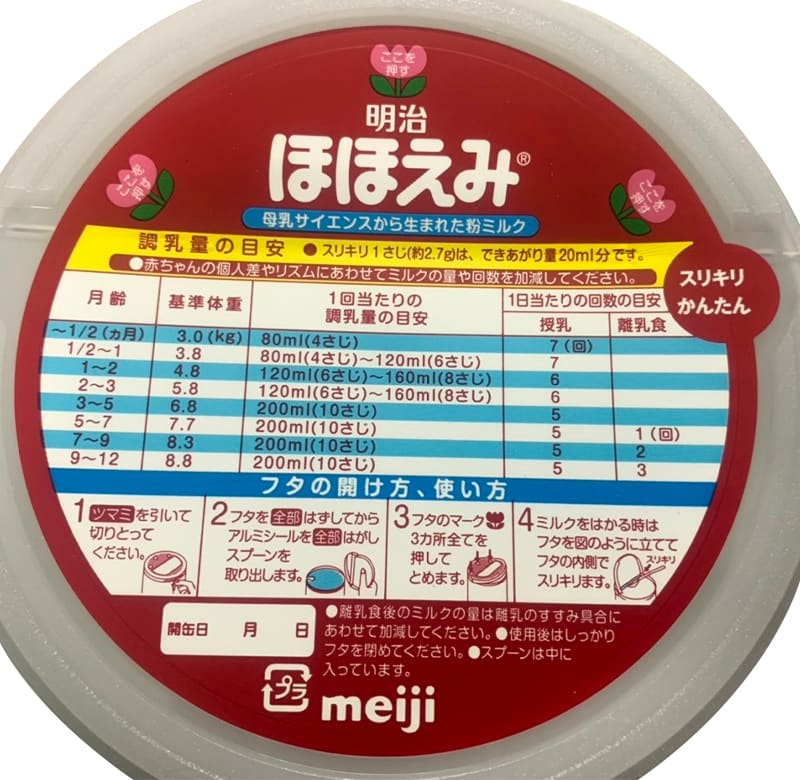 ここを
押す
明治
ほほえみ®
ここを
押す
ここを
押す
母乳サイエンスから生まれた粉ミルク
調乳量の目安 ●スリキリ1さじ(約2.7g)は、できあがり量20ml分です。
●赤ちゃんの個人差やリズムにあわせてミルクの量や回数を加減してください。
スリキリ
かんたん
月齢 基準体重 1回当たりの調乳量の目安 1日当たりの回数の目安
授乳 離乳食
〜1/2(ヵ月) 3.0(kg) 80ml(4さじ) 7(回)
1/2〜1 3.8 80ml(4さじ)〜120ml(6さじ) 7
1〜2 4.8 120ml(6さじ)〜160ml(8さじ) 6
2〜3 5.8 120ml(6さじ)〜160ml(8さじ) 6
3〜5 6.8 200ml(10さじ) 5
5〜7 7.7 200ml(10さじ) 5 1(回)
7〜9 8.3 200ml(10さじ) 5 2
9〜12 8.8 200ml(10さじ) 5 3
フタの開け方、使い方
1 ツマミを引いて
切りとって
ください。
2 フタを全部はずしてから
アルミシールを全部はがし
スプーンを
取り出します。
3 フタのマーク
3カ所全てを
押して
とめます。
4 ミルクをはかる時は
フタを図のように立てて
フタの内側で
スリキリます。
スリキリ
開缶日 月 日
●離乳食後のミルクの量は離乳のすすみ具合に
あわせて加減してください。●使用後はしっかり
フタを閉めてください。●スプーンは中に
入っています。
プラ
meiji